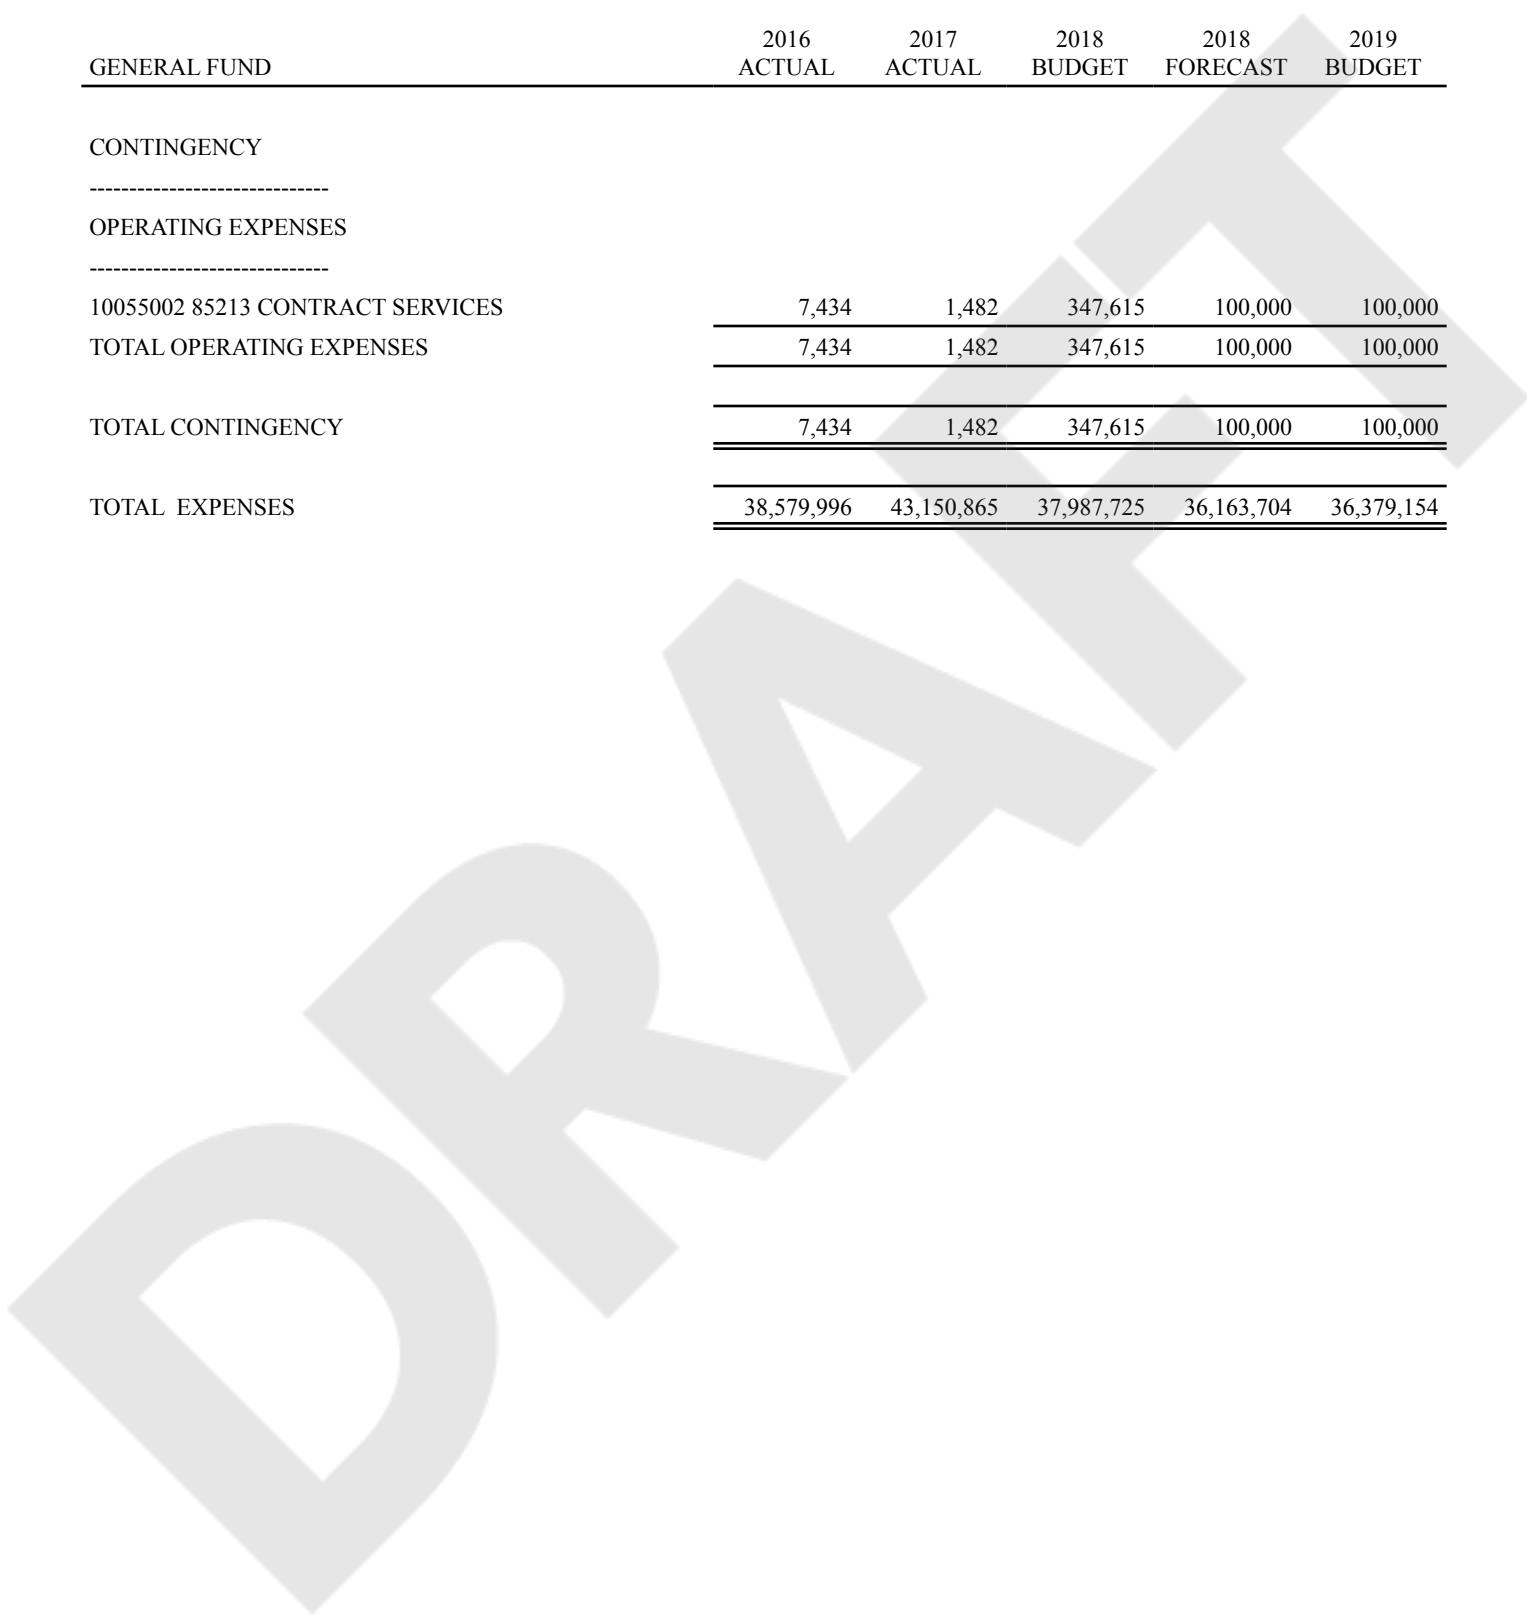 2016 2017 2018 2018 2019
GENERAL FUND ACTUAL ACTUAL BUDGET FORECAST BUDGET
CONTINGENCY
------------------------------
OPERATING EXPENSES
------------------------------
10055002 85213 CONTRACT SERVICES 7,434 1,482 347,615 100,000 100,000
TOTAL OPERATING EXPENSES 7,434 1,482 347,615 100,000 100,000
TOTAL CONTINGENCY 7,434 1,482 347,615 100,000 100,000
TOTAL EXPENSES 38,579,996 43,150,865 37,987,725 36,163,704 36,379,154
DRAFT